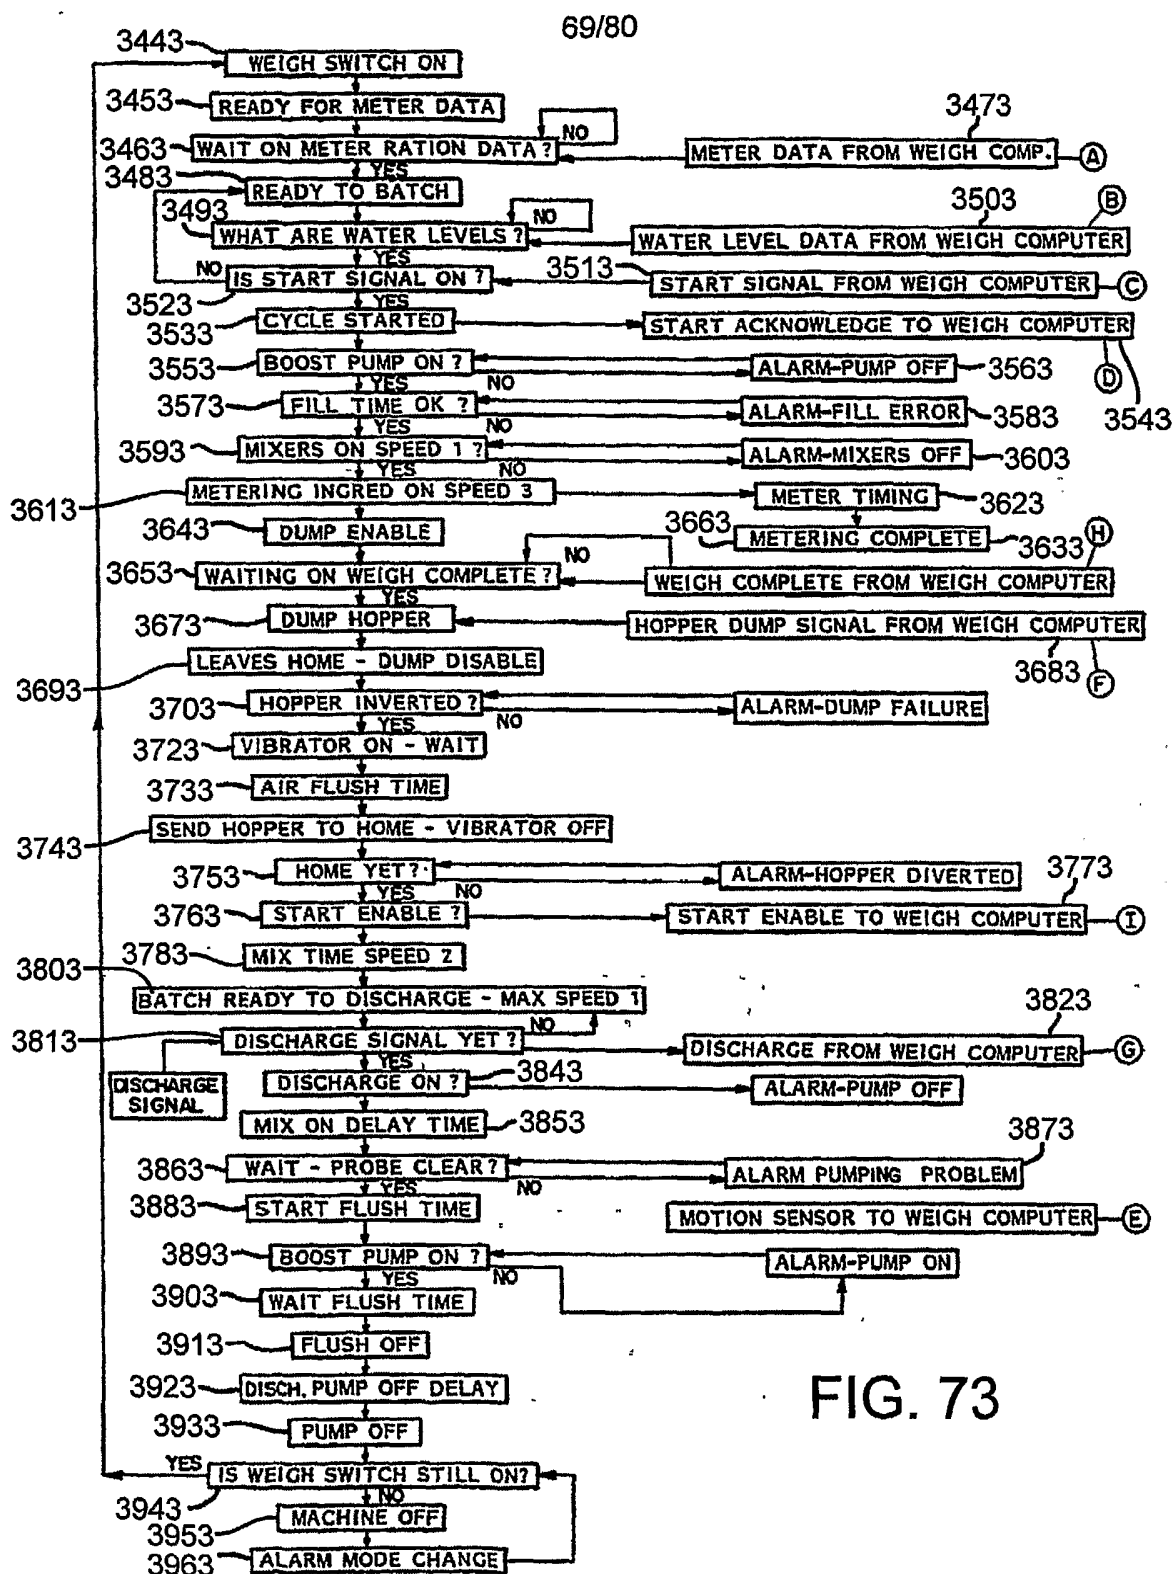 69/80
3443 WEIGH SWITCH ON
3453 READY FOR METER DATA
3463 WAIT ON METER RATION DATA ? NO
3473 METER DATA FROM WEIGH COMP. A
YES
3483 READY TO BATCH
3493 WHAT ARE WATER LEVELS ? NO
3503 WATER LEVEL DATA FROM WEIGH COMPUTER B
YES
NO IS START SIGNAL ON ? 3523
3513 START SIGNAL FROM WEIGH COMPUTER C
YES
3533 CYCLE STARTED
START ACKNOWLEDGE TO WEIGH COMPUTER D 3543
3553 BOOST PUMP ON ?
ALARM-PUMP OFF 3563
YES NO
3573 FILL TIME OK ?
ALARM-FILL ERROR 3583
YES NO
3593 MIXERS ON SPEED 1 ?
ALARM-MIXERS OFF 3603
YES NO
3613 METERING INGRED ON SPEED 3
METER TIMING 3623
3643 DUMP ENABLE
3663 METERING COMPLETE 3633 H
3653 WAITING ON WEIGH COMPLETE ? NO
WEIGH COMPLETE FROM WEIGH COMPUTER
YES
3673 DUMP HOPPER
HOPPER DUMP SIGNAL FROM WEIGH COMPUTER
3683 F
3693 LEAVES HOME - DUMP DISABLE
3703 HOPPER INVERTED ?
ALARM-DUMP FAILURE
YES NO
3723 VIBRATOR ON - WAIT
3733 AIR FLUSH TIME
3743 SEND HOPPER TO HOME - VIBRATOR OFF
3753 HOME YET ?
ALARM-HOPPER DIVERTED
YES NO
3763 START ENABLE ?
3773 START ENABLE TO WEIGH COMPUTER I
3783 MIX TIME SPEED 2
3803 BATCH READY TO DISCHARGE - MAX SPEED 1
3813 DISCHARGE SIGNAL YET ? NO
3823 DISCHARGE FROM WEIGH COMPUTER G
DISCHARGE
SIGNAL
YES
DISCHARGE ON ? 3843
ALARM-PUMP OFF
MIX ON DELAY TIME 3853
3863 WAIT - PROBE CLEAR ?
3873 ALARM PUMPING PROBLEM
YES NO
3883 START FLUSH TIME
MOTION SENSOR TO WEIGH COMPUTER E
3893 BOOST PUMP ON ?
ALARM-PUMP ON
YES NO
3903 WAIT FLUSH TIME
3913 FLUSH OFF
3923 DISCH. PUMP OFF DELAY
3933 PUMP OFF
YES IS WEIGH SWITCH STILL ON?
3943 NO
3953 MACHINE OFF
3963 ALARM MODE CHANGE
FIG. 73